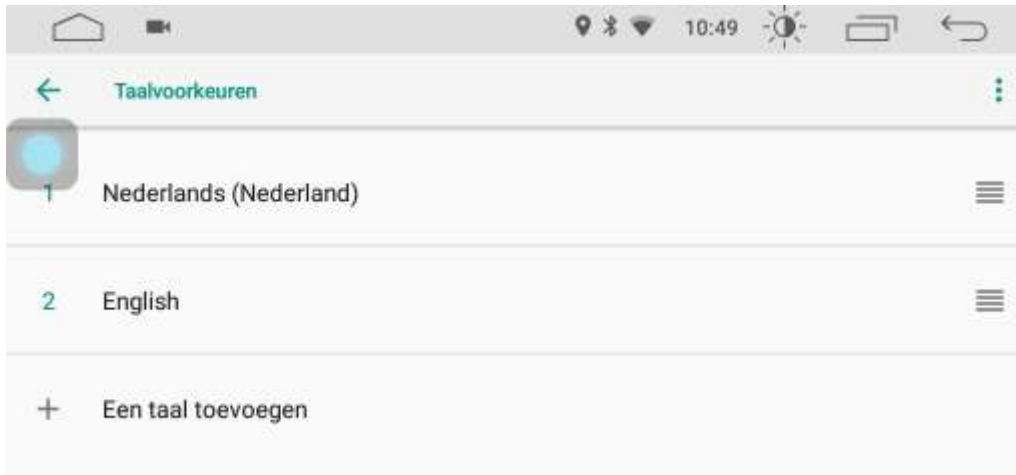 10:49
Taalvoorkeuren
1 Nederlands (Nederland)
2 English
+ Een taal toevoegen